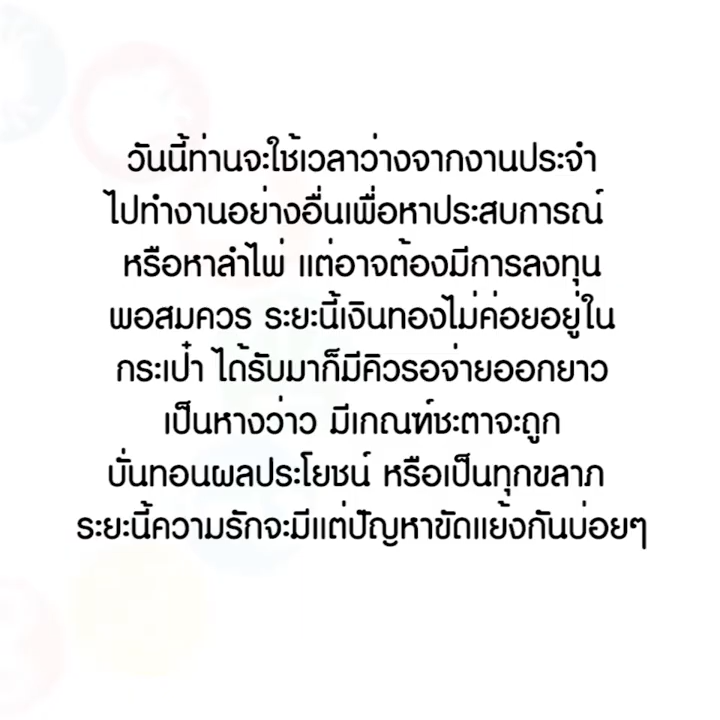 วันนี้ท่านจะใช้เวลาว่างจากงานประจำ
ไปทำงานอย่างอื่นเพื่อหาประสบการณ์
หรือหาลำไพ่ แต่อาจต้องมีการลงทุน
พอสมควร ระยะนี้เงินทองไม่ค่อยอยู่ใน
กระเป๋า ได้รับมาก็มีคิวรอจ่ายออกยาว
เป็นหางว่าว มีเกณฑ์ชะตาจะถูก
บั่นทอนผลประโยชน์ หรือเป็นทุกขลาภ
ระยะนี้ความรักจะมีแต่ปัญหาขัดแย้งกันบ่อยๆ